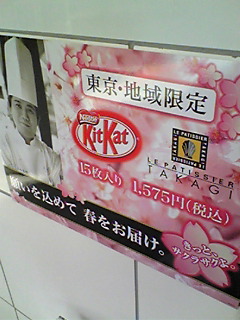 東京・地域限定
Nestlé
KitKat
LE PATISSIER
LE PATISSIER
TAKAGI
15枚入り 1,575円(税込)
願いを込めて 春をお届け。
きっと、
サクラサクよ。